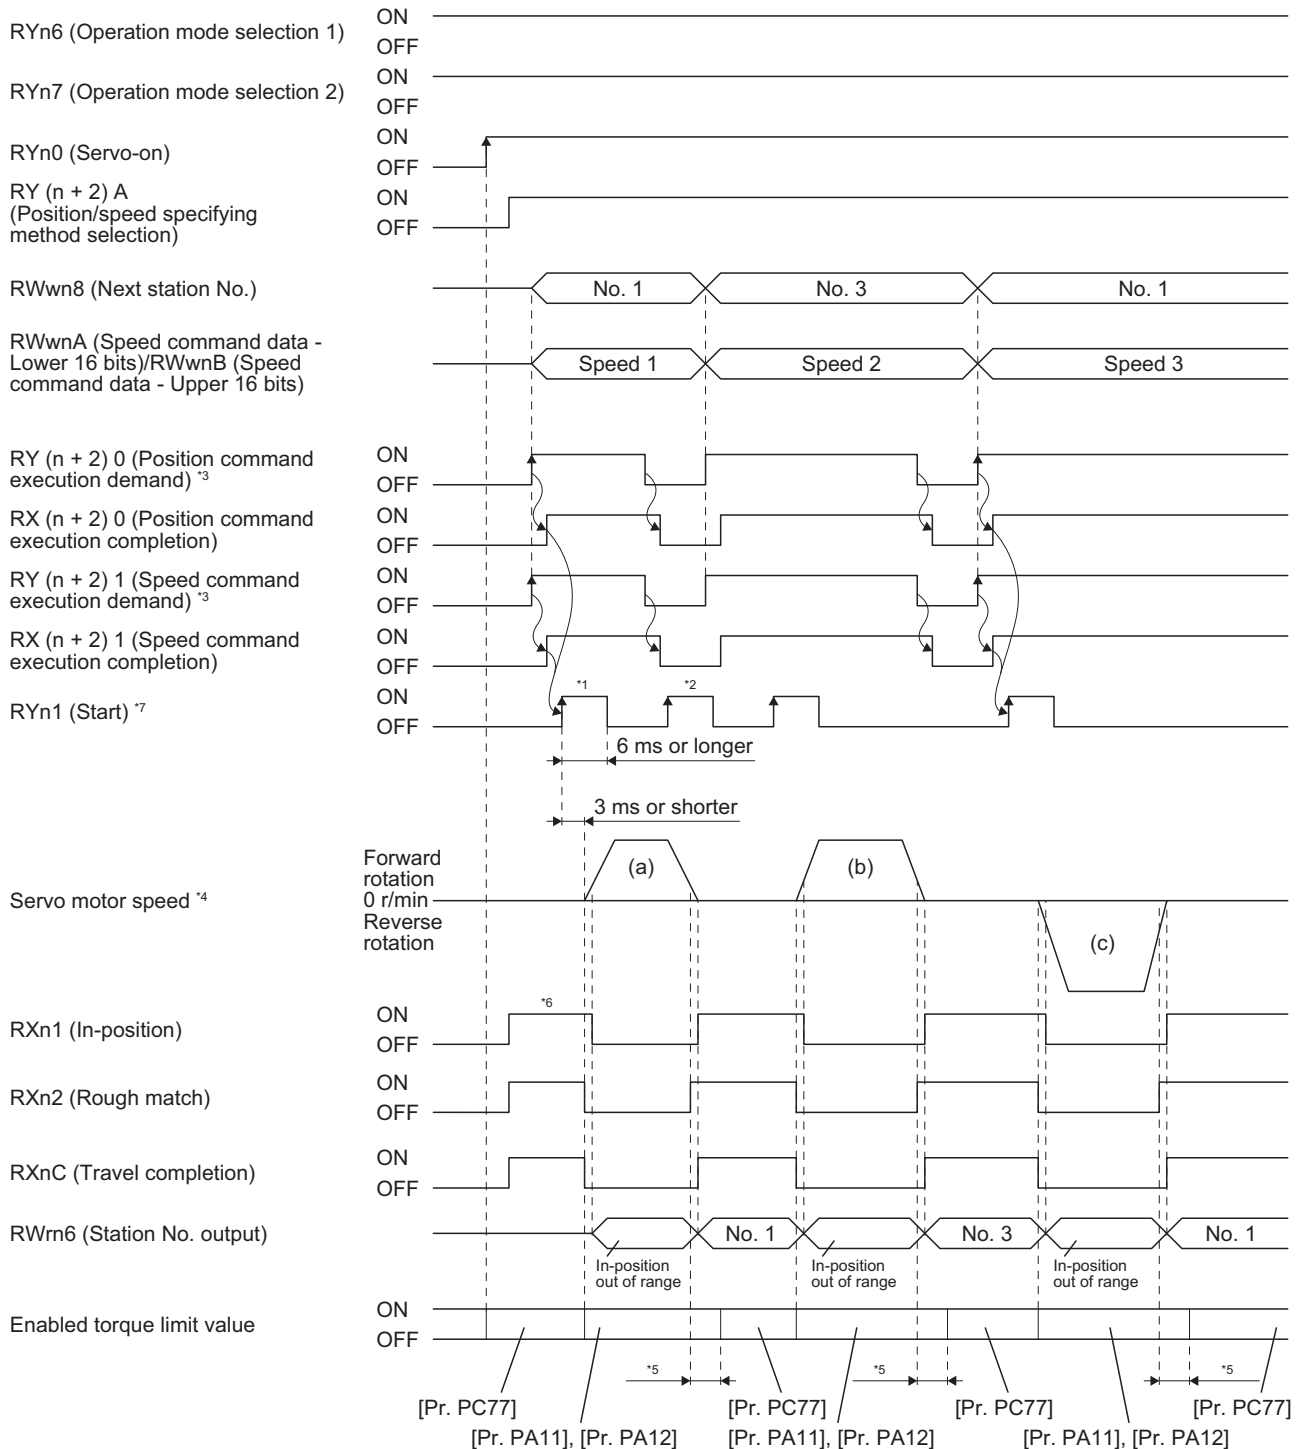 RYn6 (Operation mode selection 1)
ON
OFF
RYn7 (Operation mode selection 2)
ON
OFF
RYn0 (Servo-on)
ON
OFF
RY (n + 2) A
(Position/speed specifying
method selection)
ON
OFF
RWwn8 (Next station No.)
No. 1
No. 3
No. 1
RWwnA (Speed command data -
Lower 16 bits)/RWwnB (Speed
command data - Upper 16 bits)
Speed 1
Speed 2
Speed 3
RY (n + 2) 0 (Position command
execution demand) *3
ON
OFF
RX (n + 2) 0 (Position command
execution completion)
ON
OFF
RY (n + 2) 1 (Speed command
execution demand) *3
ON
OFF
RX (n + 2) 1 (Speed command
execution completion)
ON
OFF
RYn1 (Start) *7
ON
OFF
*1
*2
6 ms or longer
3 ms or shorter
Servo motor speed *4
Forward
rotation
0 r/min
Reverse
rotation
(a)
(b)
(c)
RXn1 (In-position)
ON
OFF
*6
RXn2 (Rough match)
ON
OFF
RXnC (Travel completion)
ON
OFF
RWrn6 (Station No. output)
No. 1
No. 3
No. 1
In-position
out of range
In-position
out of range
In-position
out of range
Enabled torque limit value
ON
OFF
*5
*5
*5
[Pr. PC77]
[Pr. PC77]
[Pr. PC77]
[Pr. PC77]
[Pr. PA11], [Pr. PA12]
[Pr. PA11], [Pr. PA12]
[Pr. PA11], [Pr. PA12]